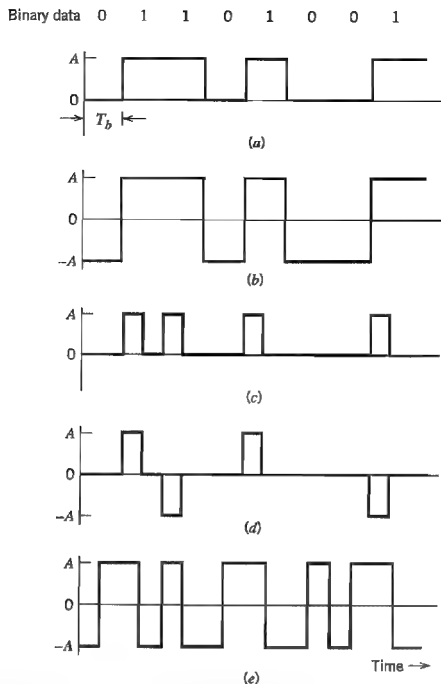 Binary data 0 1 1 0 1 0 0 1
A
0
T_b
(a)
A
0
−A
(b)
A
0
(c)
A
0
−A
(d)
A
0
−A
Time →
(e)